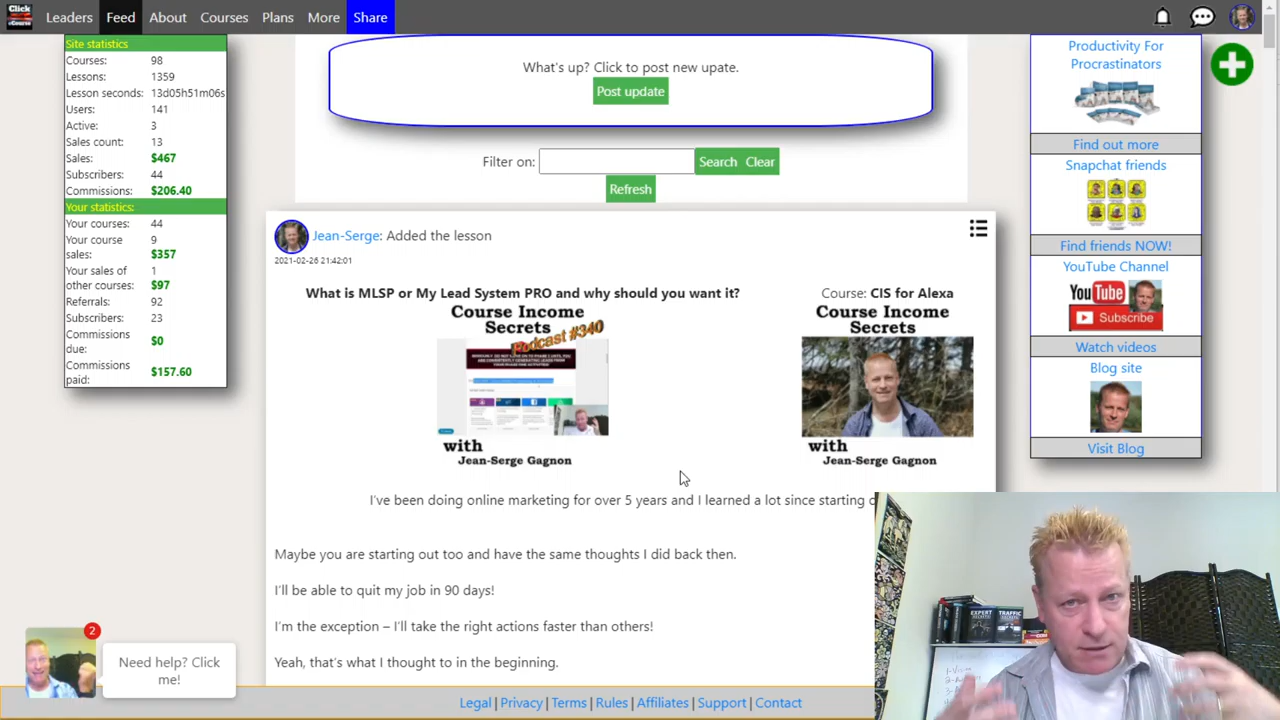 Click
eCourse
Leaders Feed About Courses Plans More Share
Site statistics
Courses: 98
Lessons: 1359
Lesson seconds: 13d05h51m06s
Users: 141
Active: 3
Sales count: 13
Sales: $467
Subscribers: 44
Commissions: $206.40
Your statistics:
Your courses: 44
Your course sales: 9
$357
Your sales of other courses: 1
$97
Referrals: 92
Subscribers: 23
Commissions due: $0
Commissions paid: $157.60
What's up? Click to post new upate.
Post update
Filter on: Search Clear
Refresh
Jean-Serge: Added the lesson
2021-02-26 21:42:01
What is MLSP or My Lead System PRO and why should you want it?
Course Income
Secrets
Podcast #340
with
Jean-Serge Gagnon
Course: CIS for Alexa
Course Income
Secrets
with
Jean-Serge Gagnon
I've been doing online marketing for over 5 years and I learned a lot since starting
Maybe you are starting out too and have the same thoughts I did back then.
I'll be able to quit my job in 90 days!
I'm the exception – I'll take the right actions faster than others!
Yeah, that's what I thought to in the beginning.
Productivity For
Procrastinators
Find out more
Snapchat friends
Find friends NOW!
YouTube Channel
YouTube
Subscribe
Watch videos
Blog site
Visit Blog
2
Need help? Click
me!
EXPERT
SECRETS
TRAFFIC
SECRETS
Legal | Privacy | Terms | Rules | Affiliates | Support | Contact